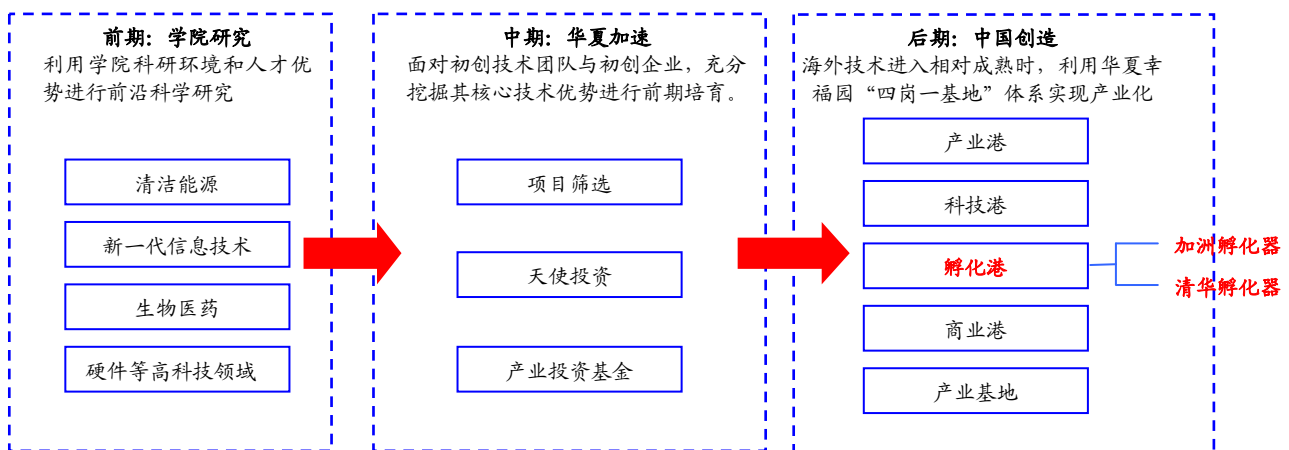 前期：学院研究
利用学院科研环境和人才优
势进行前沿科学研究
清洁能源
新一代信息技术
生物医药
硬件等高科技领域
中期：华夏加速
面对初创技术团队与初创企业，充分
挖掘其核心技术优势进行前期培育。
项目筛选
天使投资
产业投资基金
后期：中国创造
海外技术进入相对成熟时，利用华夏幸
福园“四岗一基地”体系实现产业化
产业港
科技港
孵化港
加洲孵化器
清华孵化器
商业港
产业基地